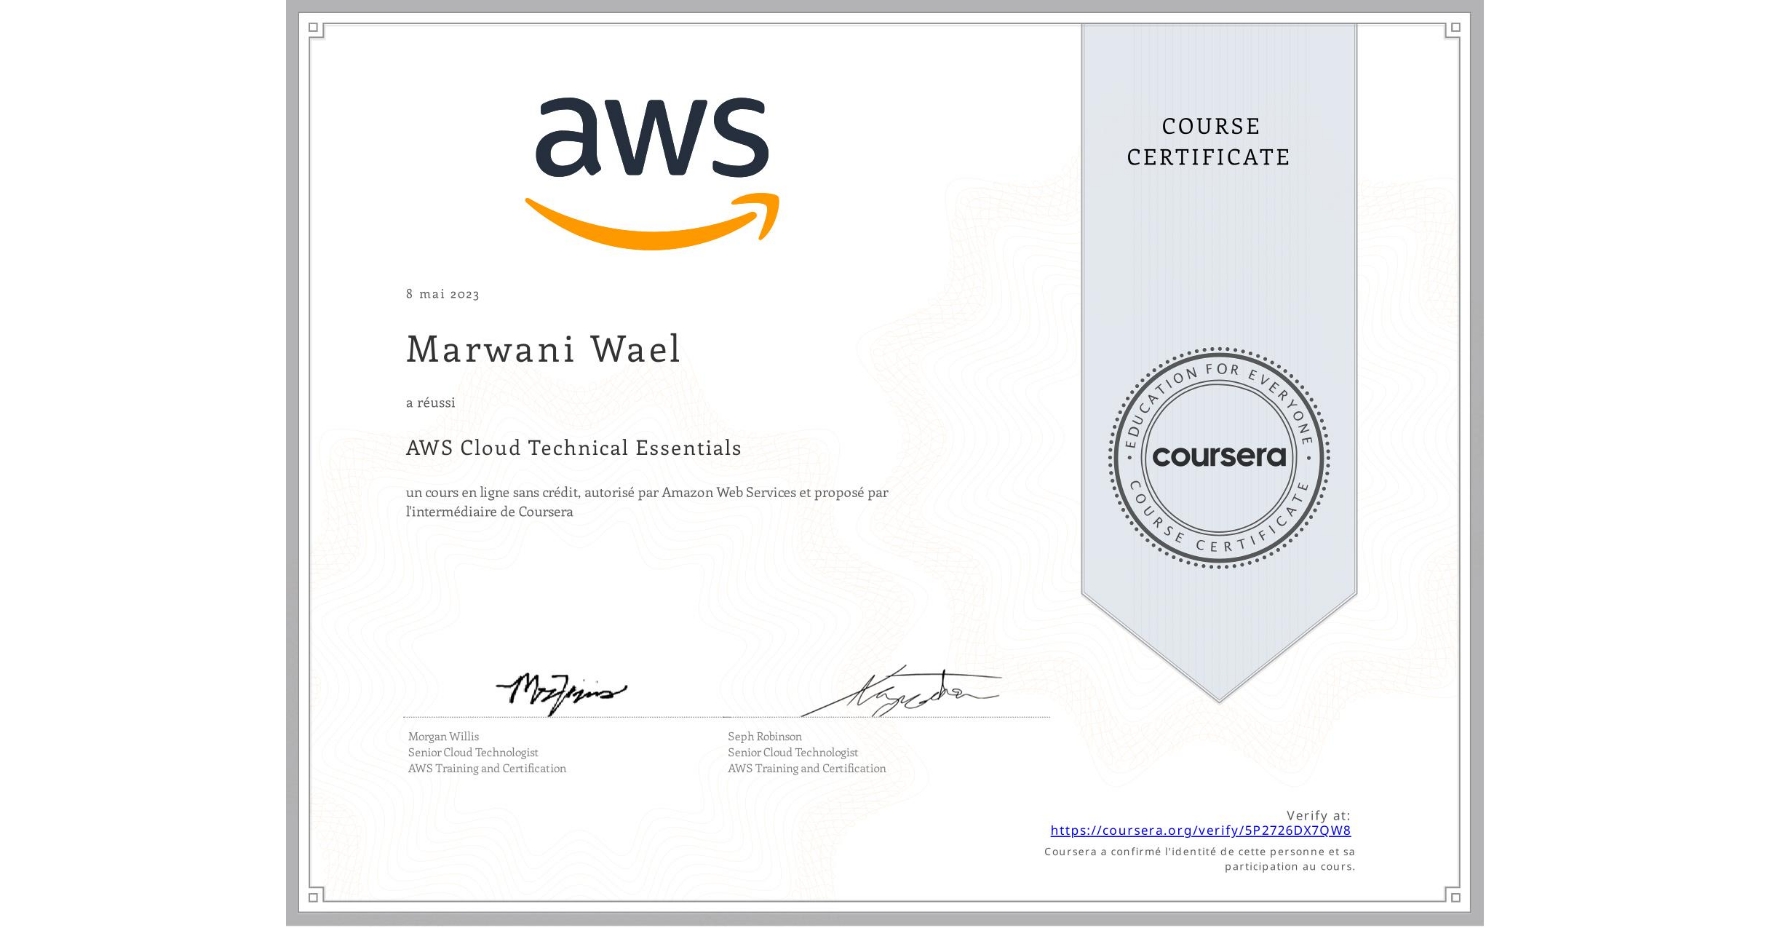 aws
COURSE
CERTIFICATE
8 mai 2023
Marwani Wael
a réussi
AWS Cloud Technical Essentials
un cours en ligne sans crédit, autorisé par Amazon Web Services et proposé par
l'intermédiaire de Coursera
EDUCATION FOR EVERYONE
coursera
COURSE CERTIFICATE
Morgan Willis
Senior Cloud Technologist
AWS Training and Certification
Seph Robinson
Senior Cloud Technologist
AWS Training and Certification
Verify at:
https://coursera.org/verify/5P2726DX7QW8
Coursera a confirmé l'identité de cette personne et sa
participation au cours.